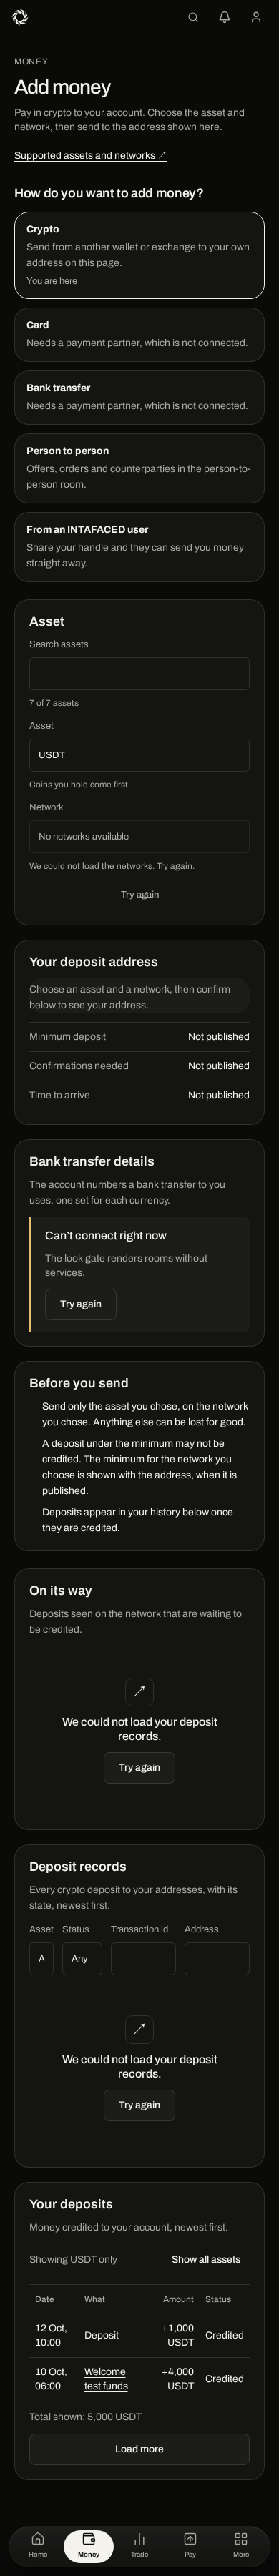 MONEY
Add money
Pay in crypto to your account. Choose the asset and
network, then send to the address shown here.
Supported assets and networks ↗
How do you want to add money?
Crypto
Send from another wallet or exchange to your own
address on this page.
You are here
Card
Needs a payment partner, which is not connected.
Bank transfer
Needs a payment partner, which is not connected.
Person to person
Offers, orders and counterparties in the person-to-
person room.
From an INTAFACED user
Share your handle and they can send you money
straight away.
Asset
Search assets
7 of 7 assets
Asset
USDT
Coins you hold come first.
Network
No networks available
We could not load the networks. Try again.
Try again
Your deposit address
Choose an asset and a network, then confirm
below to see your address.
Minimum deposit Not published
Confirmations needed Not published
Time to arrive Not published
Bank transfer details
The account numbers a bank transfer to you
uses, one set for each currency.
Can't connect right now
The look gate renders rooms without
services.
Try again
Before you send
Send only the asset you chose, on the network
you chose. Anything else can be lost for good.
A deposit under the minimum may not be
credited. The minimum for the network you
choose is shown with the address, when it is
published.
Deposits appear in your history below once
they are credited.
On its way
Deposits seen on the network that are waiting to
be credited.
We could not load your deposit
records.
Try again
Deposit records
Every crypto deposit to your addresses, with its
state, newest first.
Asset Status Transaction id Address
A Any
We could not load your deposit
records.
Try again
Your deposits
Money credited to your account, newest first.
Showing USDT only Show all assets
Date What Amount Status
12 Oct, 10:00 Deposit +1,000 USDT Credited
10 Oct, 06:00 Welcome test funds +4,000 USDT Credited
Total shown: 5,000 USDT
Load more
Home Money Trade Pay More